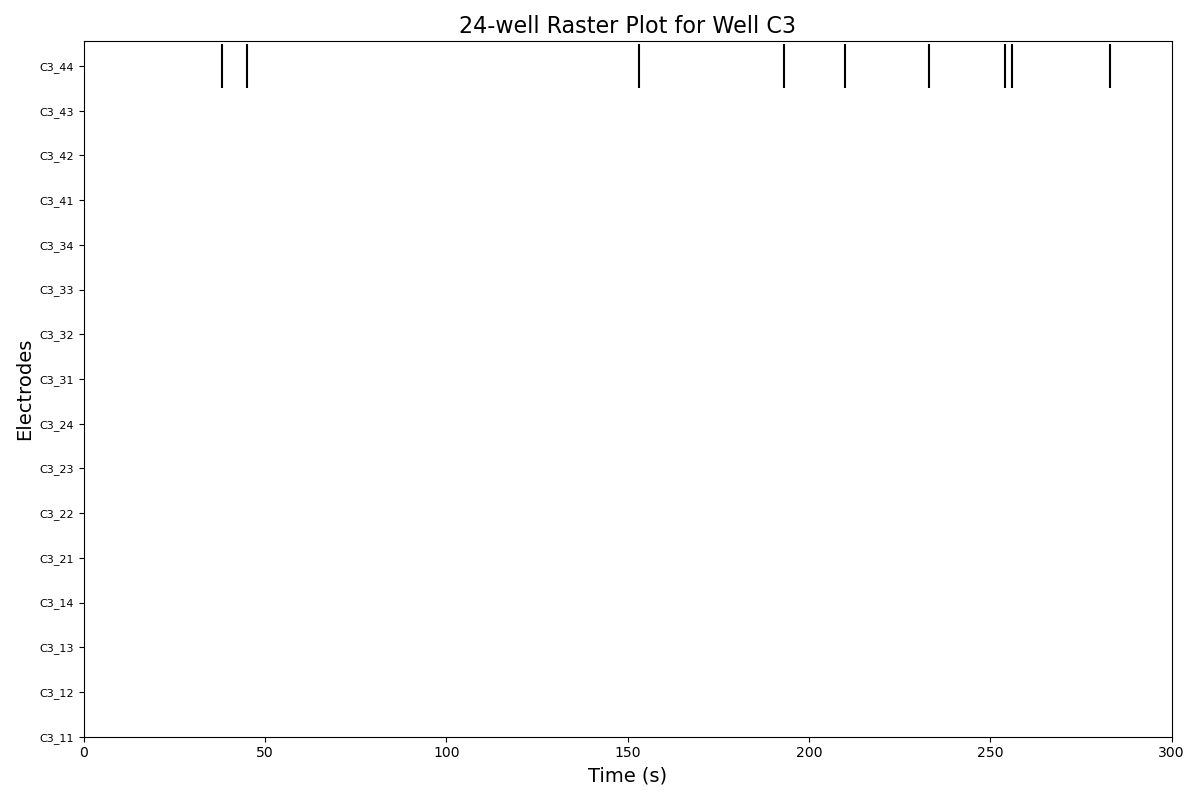 24-well Raster Plot for Well C3
C3_44
C3_43
C3_42
C3_41
C3_34
C3_33
C3_32
C3_31
C3_24
C3_23
C3_22
C3_21
C3_14
C3_13
C3_12
C3_11
Electrodes
0 50 100 150 200 250 300
Time (s)